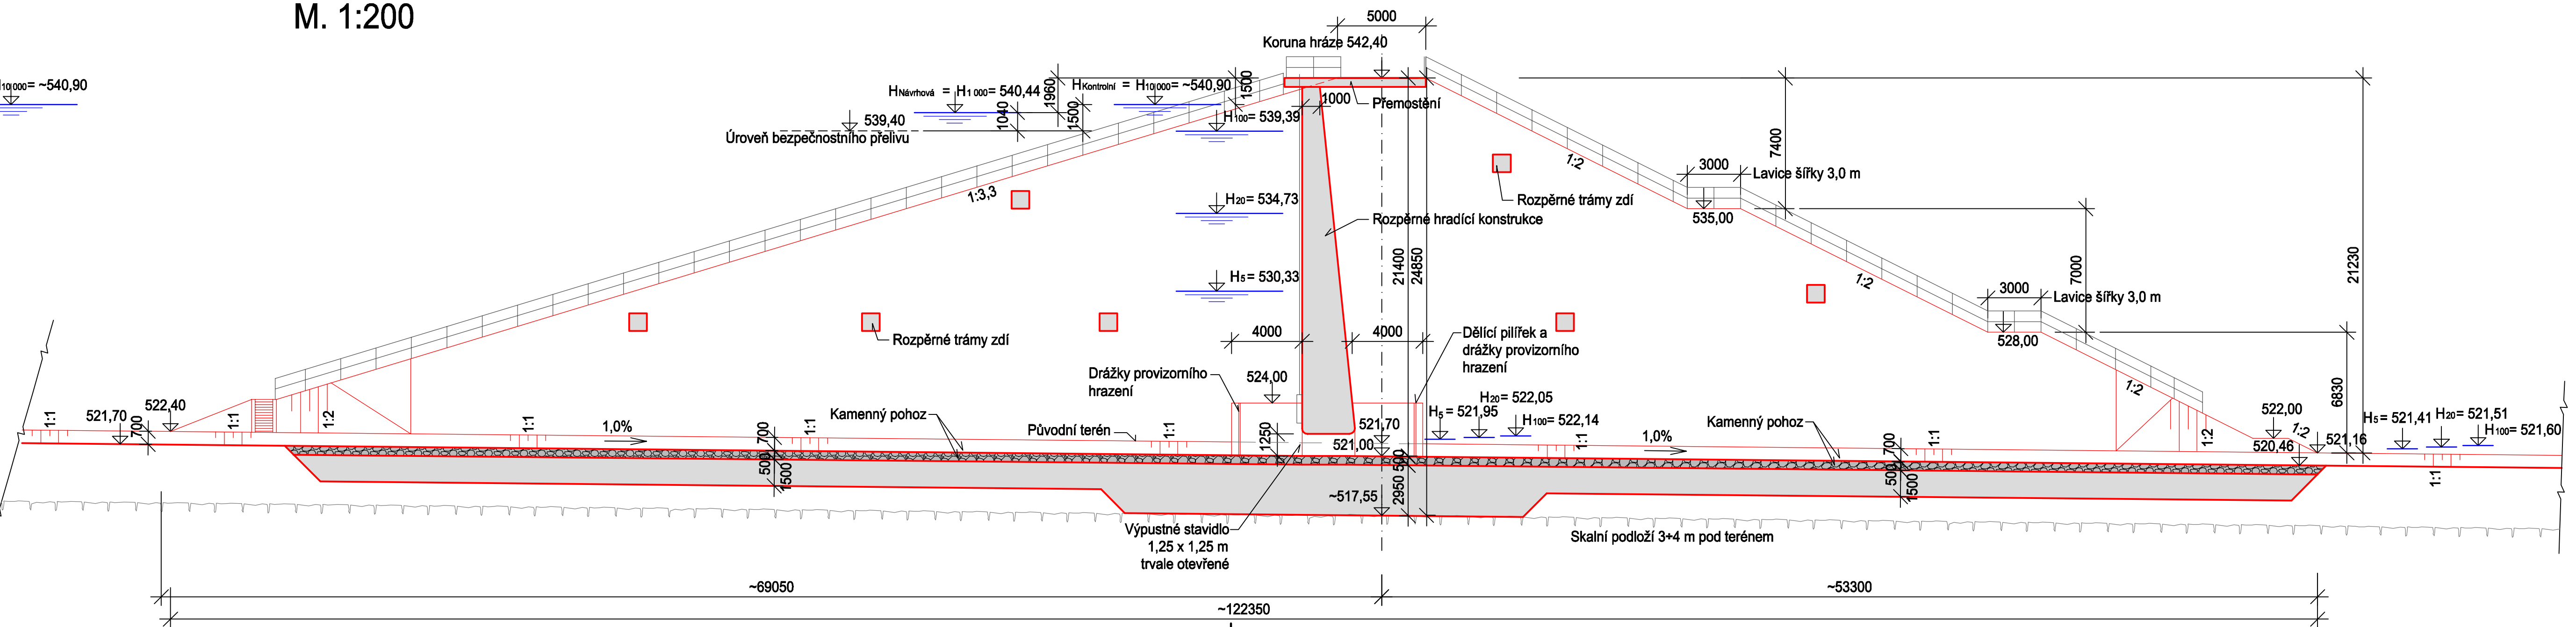 M. 1:200
5000
Koruna hráze 542,40
H10 000= ~540,90
HNávrhová = H1 000= 540,44
1960
HKontrolní = H10 000= ~540,90
1500
1000
Přemostění
1040
1500
539,40
Úroveň bezpečnostního přelivu
H100= 539,39
7400
1:2
3000
Lavice šířky 3,0 m
1:3,3
H20= 534,73
Rozpěrné trámy zdí
535,00
Rozpěrné hradící konstrukce
H5= 530,33
21400
24850
1:2
7000
21230
3000
Lavice šířky 3,0 m
528,00
Rozpěrné trámy zdí
4000
4000
Dělící pilířek a
drážky provizorního
hrazení
Drážky provizorního
hrazení
524,00
1:2
6830
521,70
700
522,40
1:1
1:1
1:2
1:1
1,0%
700
500
1500
1:1
Kamenný pohoz
Původní terén
1:1
1250
521,70
521,00
500
2950
~517,55
H5= 521,95
H20= 522,05
H100= 522,14
1:1
1,0%
Kamenný pohoz
700
500
1500
1:1
1:2
522,00
1:2
520,46
521,16
H5= 521,41
H20= 521,51
H100= 521,60
1:1
Výpustné stavidlo
1,25 x 1,25 m
trvale otevřené
Skalní podloží 3÷4 m pod terénem
~69050
~53300
~122350